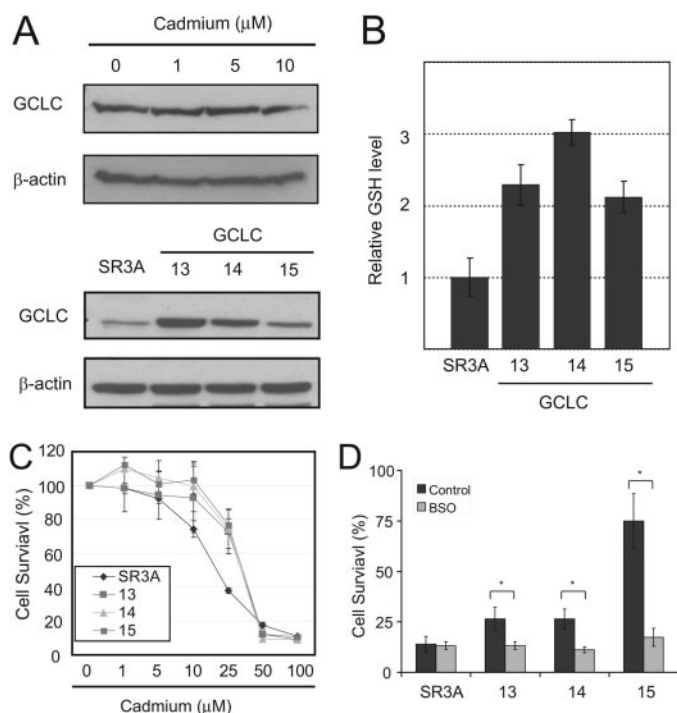 A
Cadmium (μM)
0 1 5 10
GCLC
β-actin
GCLC
SR3A 13 14 15
GCLC
β-actin
B
Relative GSH level
3
2
1
SR3A 13 14 15
GCLC
C
Cell Surviavl (%)
120
100
80
60
40
20
0
SR3A
13
14
15
0 1 5 10 25 50 100
Cadmium (μM)
D
Cell Surviavl (%)
100
75
50
25
0
Control
BSO
* * *
SR3A 13 14 15